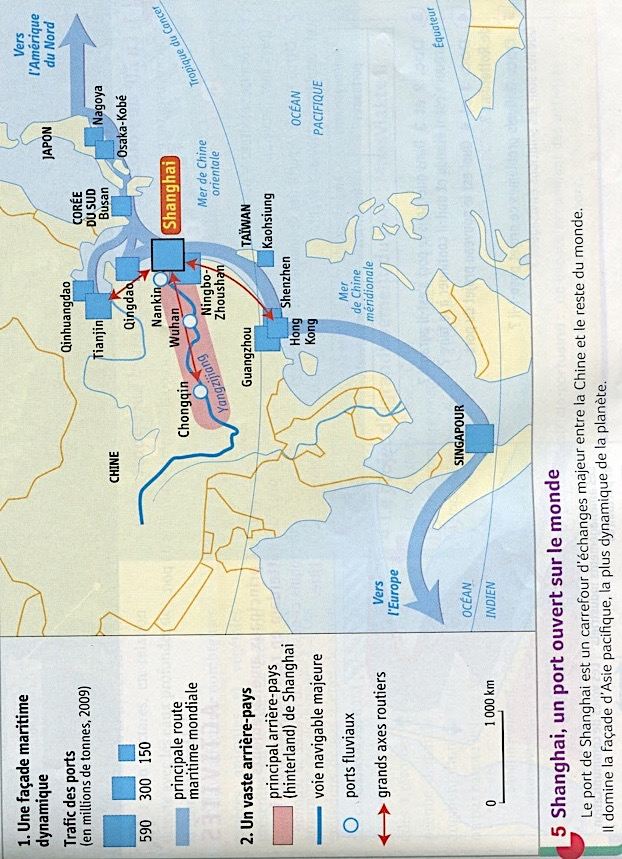 1. Une façade maritime
dynamique
Trafic des ports
(en millions de tonnes, 2009)
590 300 150
principale route
maritime mondiale
2. Un vaste arrière-pays
principal arrière-pays
(hinterland) de Shanghai
voie navigable majeure
ports fluviaux
grands axes routiers
0 1 000 km
Vers
l'Amérique
du Nord
Tropique du Cancer
Équateur
JAPON
Nagoya
Osaka-Kobé
OCÉAN
PACIFIQUE
CORÉE
DU SUD
Busan
Shanghai
Mer de Chine
orientale
Qinhuangdao
Tianjin
Qingdao
Nankin
Wuhan
Ningbo-
Zhoushan
TAÏWAN
Kaohsiung
Chongqin
Yangzijiang
Guangzhou
Shenzhen
Hong
Kong
Mer
de Chine
méridionale
CHINE
SINGAPOUR
Vers
l'Europe
OCÉAN
INDIEN
5 Shanghai, un port ouvert sur le monde
Le port de Shanghai est un carrefour d'échanges majeur entre la Chine et le reste du monde.
Il domine la façade d'Asie pacifique, la plus dynamique de la planète.